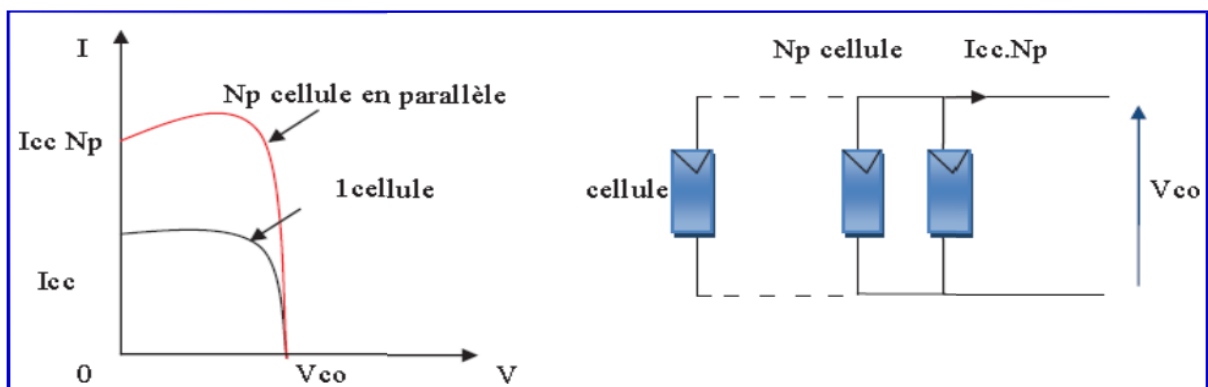 I
Np cellule en parallèle
Icc Np
1cellule
Icc
0
Vco
V
Np cellule
Icc.Np
cellule
Vco